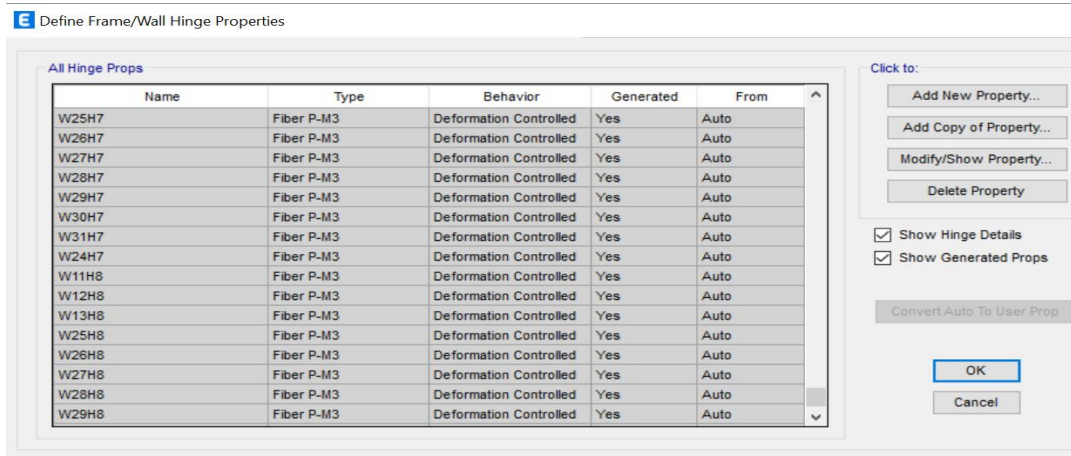 E Define Frame/Wall Hinge Properties
All Hinge Props
Name Type Behavior Generated From
W25H7 Fiber P-M3 Deformation Controlled Yes Auto
W26H7 Fiber P-M3 Deformation Controlled Yes Auto
W27H7 Fiber P-M3 Deformation Controlled Yes Auto
W28H7 Fiber P-M3 Deformation Controlled Yes Auto
W29H7 Fiber P-M3 Deformation Controlled Yes Auto
W30H7 Fiber P-M3 Deformation Controlled Yes Auto
W31H7 Fiber P-M3 Deformation Controlled Yes Auto
W24H7 Fiber P-M3 Deformation Controlled Yes Auto
W11H8 Fiber P-M3 Deformation Controlled Yes Auto
W12H8 Fiber P-M3 Deformation Controlled Yes Auto
W13H8 Fiber P-M3 Deformation Controlled Yes Auto
W25H8 Fiber P-M3 Deformation Controlled Yes Auto
W26H8 Fiber P-M3 Deformation Controlled Yes Auto
W27H8 Fiber P-M3 Deformation Controlled Yes Auto
W28H8 Fiber P-M3 Deformation Controlled Yes Auto
W29H8 Fiber P-M3 Deformation Controlled Yes Auto
Click to:
Add New Property...
Add Copy of Property...
Modify/Show Property...
Delete Property
Show Hinge Details
Show Generated Props
Convert Auto To User Prop
OK
Cancel